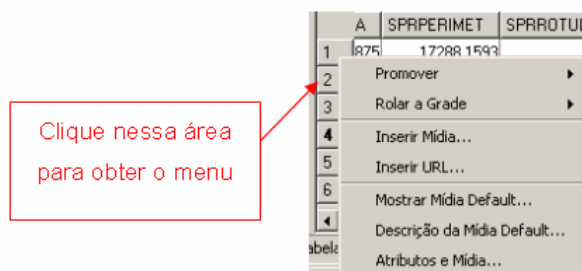 A SPRPERIMET SPRROTUL
1 875 17288.1593
2 Promover
3 Rolar a Grade
Clique nessa área
para obter o menu
4 Inserir Mídia...
5 Inserir URL...
6 Mostrar Mídia Default...
Descrição da Mídia Default...
abela
Atributos e Mídia...